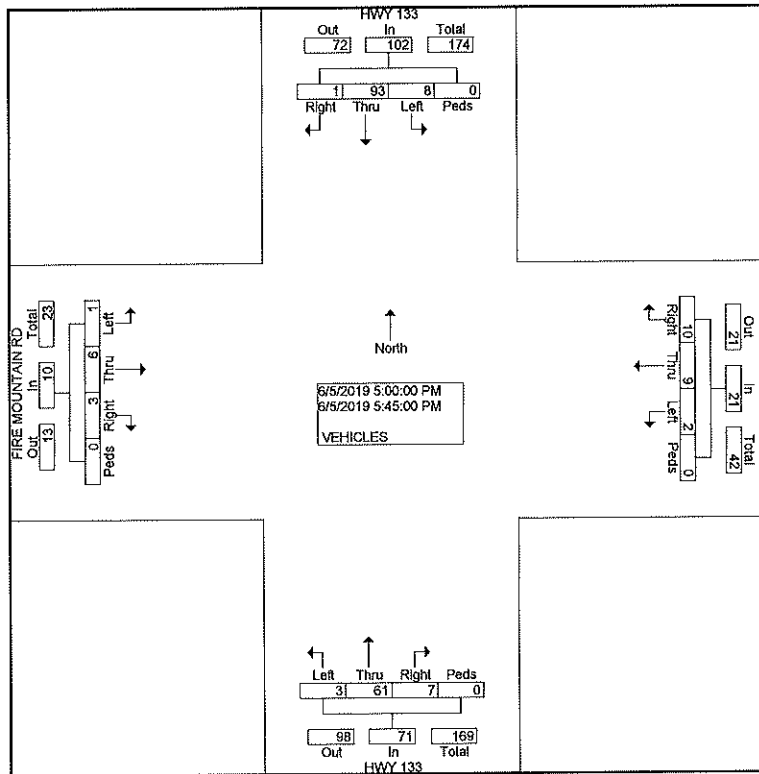 HWY 133
Out In Total
72 102 174
1 93 8 0
Right Thru Left Peds
FIRE MOUNTAIN RD
Out In Total
13 10 23
0 3 6 1
Peds Right Thru Left
North
6/5/2019 5:00:00 PM
6/5/2019 5:45:00 PM
VEHICLES
Right Thru Left Peds
10 9 2 0
Out In Total
21 21 42
Left Thru Right Peds
3 61 7 0
98 71 169
Out In Total
HWY 133